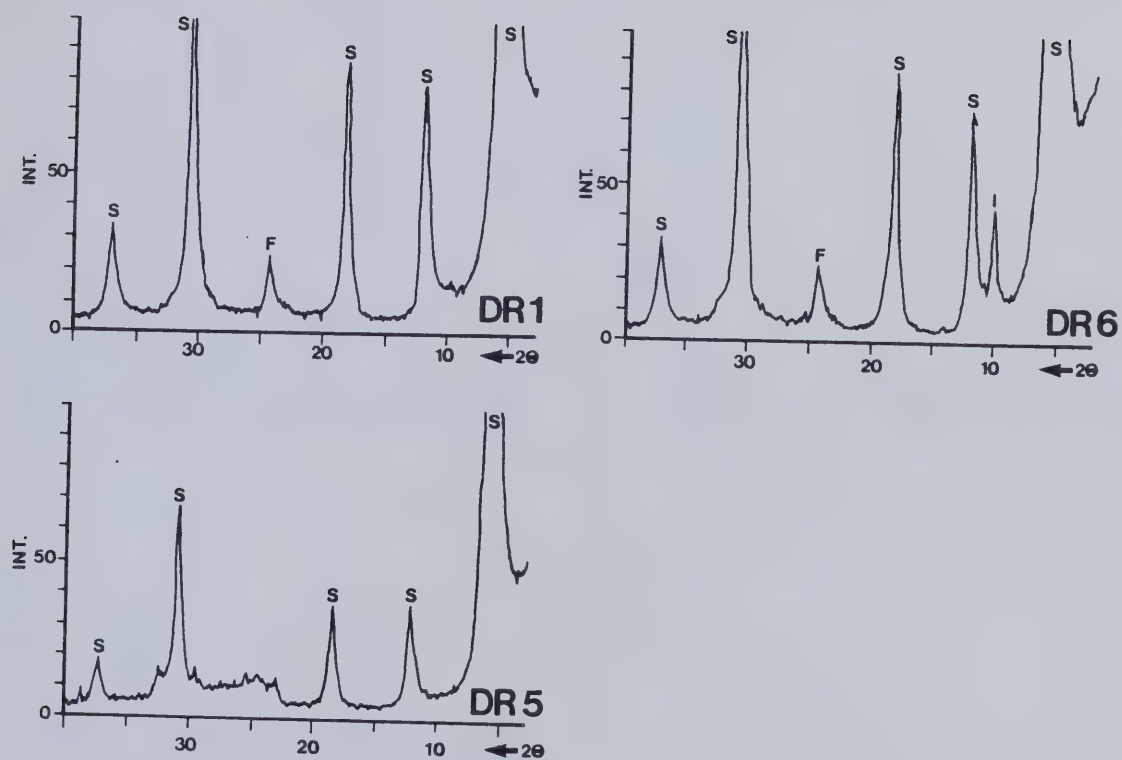 S S F S S S
INT.
50
0
30 20 10
←2θ
DR1
S S F S S I S
INT.
50
0
30 20 10
←2θ
DR6
S S S S S
INT.
50
0
30 20 10
←2θ
DR5